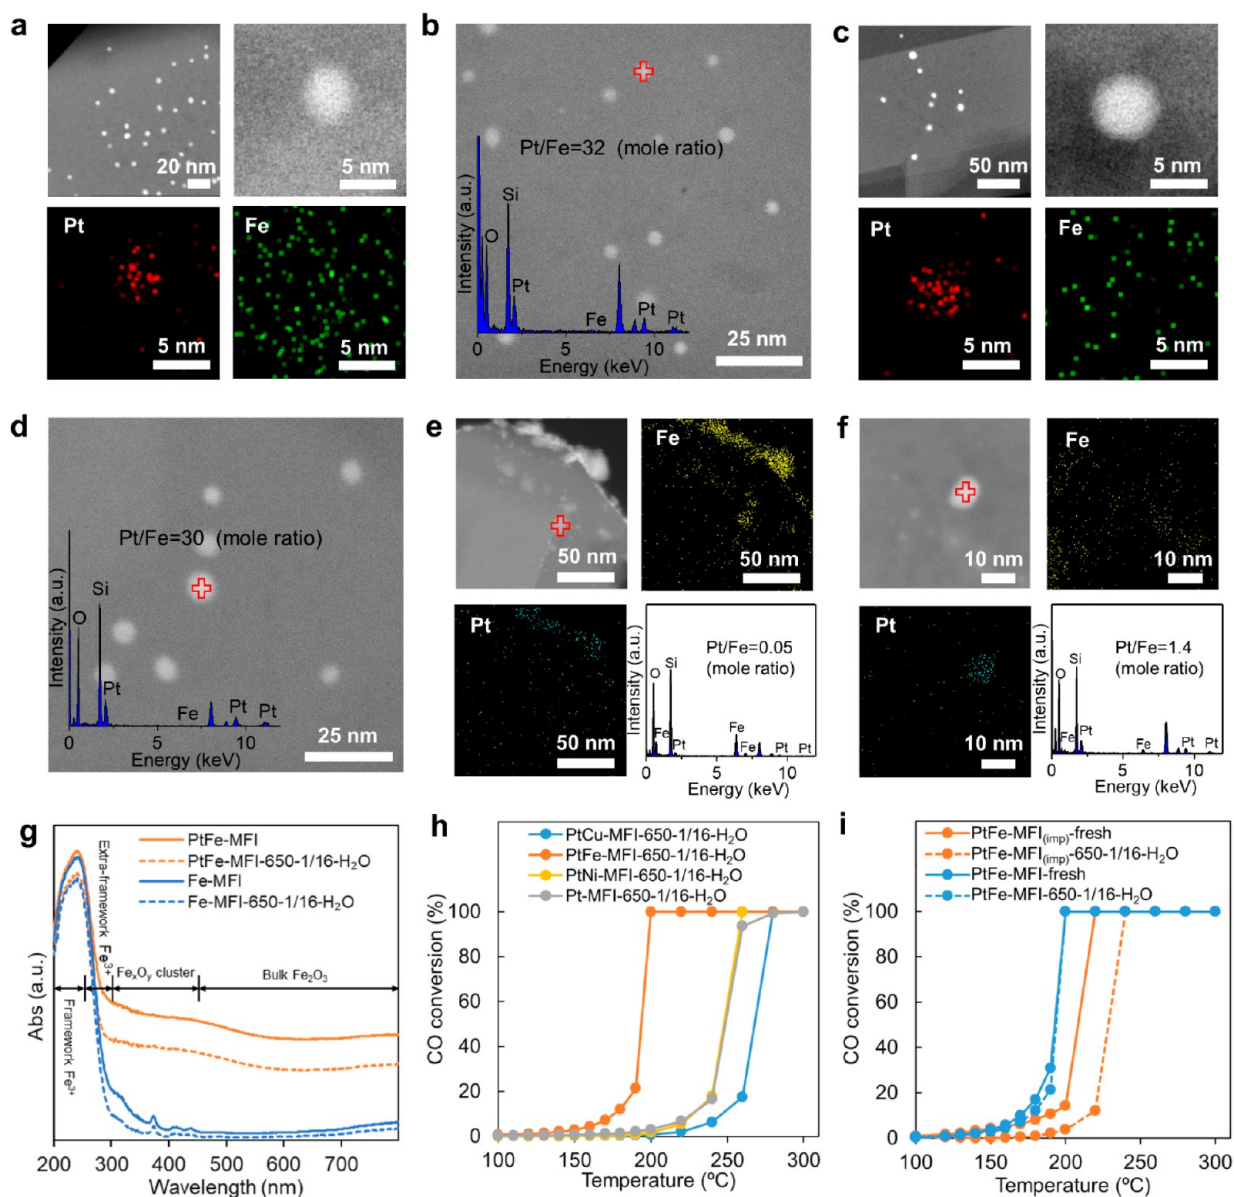 a
20 nm
5 nm
Pt
5 nm
Fe
5 nm
b
Pt/Fe=32 (mole ratio)
Intensity (a.u.)
Si
O
Pt
Fe
Pt
Pt
0
5
10
Energy (keV)
25 nm
c
50 nm
5 nm
Pt
5 nm
Fe
5 nm
d
Pt/Fe=30 (mole ratio)
Intensity (a.u.)
Si
O
Pt
Fe
Pt
Pt
0
5
10
Energy (keV)
25 nm
e
50 nm
Fe
50 nm
Pt
50 nm
Pt/Fe=0.05
(mole ratio)
Intensity (a.u.)
Si
O
Fe
Pt
Fe
Fe
Pt
Pt
0
5
10
Energy (keV)
f
10 nm
Fe
10 nm
Pt
10 nm
Pt/Fe=1.4
(mole ratio)
Intensity (a.u.)
Si
O
Fe
Pt
Fe
Pt
Pt
0
5
10
Energy (keV)
g
PtFe-MFI
PtFe-MFI-650-1/16-H₂O
Fe-MFI
Fe-MFI-650-1/16-H₂O
Extra-framework Fe³⁺
FeₓOᵧ cluster
Bulk Fe₂O₃
Framework Fe³⁺
Abs (a.u.)
200
300
400
500
600
700
Wavelength (nm)
h
PtCu-MFI-650-1/16-H₂O
PtFe-MFI-650-1/16-H₂O
PtNi-MFI-650-1/16-H₂O
Pt-MFI-650-1/16-H₂O
CO conversion (%)
100
80
60
40
20
0
100
150
200
250
300
Temperature (ºC)
i
PtFe-MFI₍imp₎-fresh
PtFe-MFI₍imp₎-650-1/16-H₂O
PtFe-MFI-fresh
PtFe-MFI-650-1/16-H₂O
CO conversion (%)
100
80
60
40
20
0
100
150
200
250
300
Temperature (ºC)